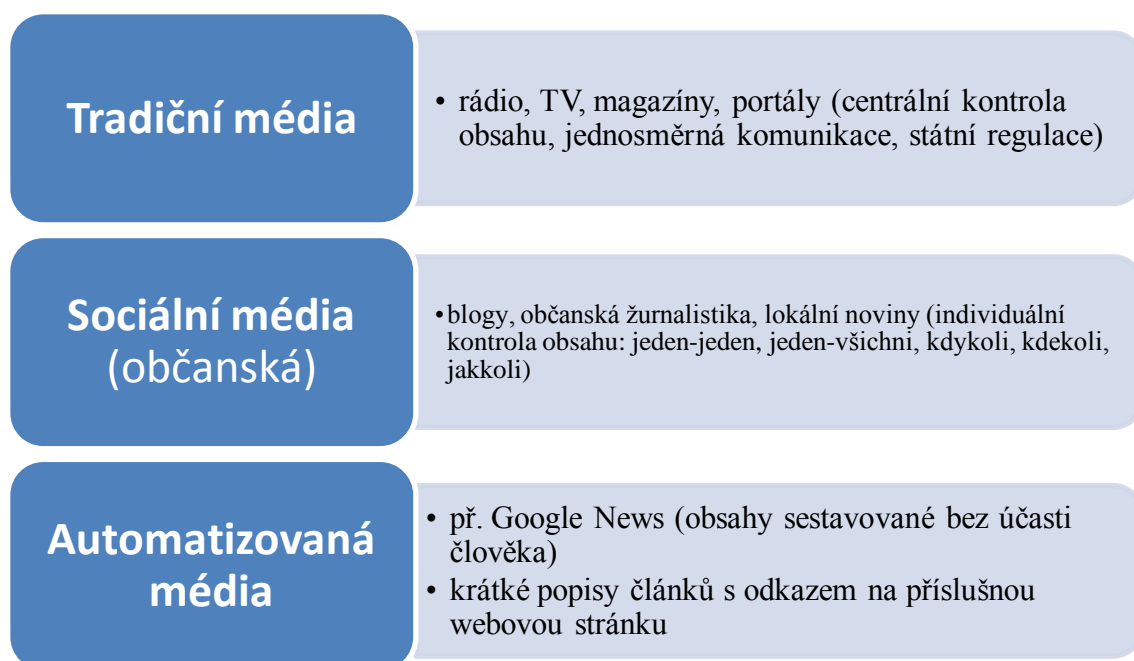 Tradiční média
• rádio, TV, magazíny, portály (centrální kontrola
obsahu, jednosměrná komunikace, státní regulace)
Sociální média
(občanská)
• blogy, občanská žurnalistika, lokální noviny (individuální
kontrola obsahu: jeden-jeden, jeden-všichni, kdykoli, kdekoli,
jakkoli)
Automatizovaná
média
• př. Google News (obsahy sestavované bez účasti
člověka)
• krátké popisy článků s odkazem na příslušnou
webovou stránku